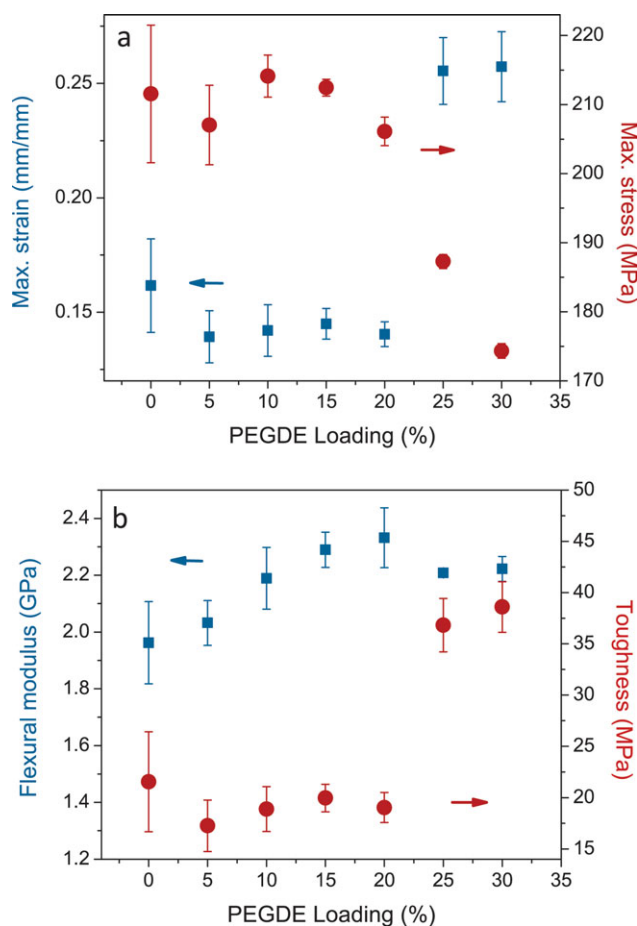 a
0.25
0.20
0.15
Max. strain (mm/mm)
220
210
200
190
180
170
Max. stress (MPa)
0 5 10 15 20 25 30 35
PEGDE Loading (%)
b
2.4
2.2
2.0
1.8
1.6
1.4
1.2
Flexural modulus (GPa)
50
45
40
35
30
25
20
15
Toughness (MPa)
0 5 10 15 20 25 30 35
PEGDE Loading (%)